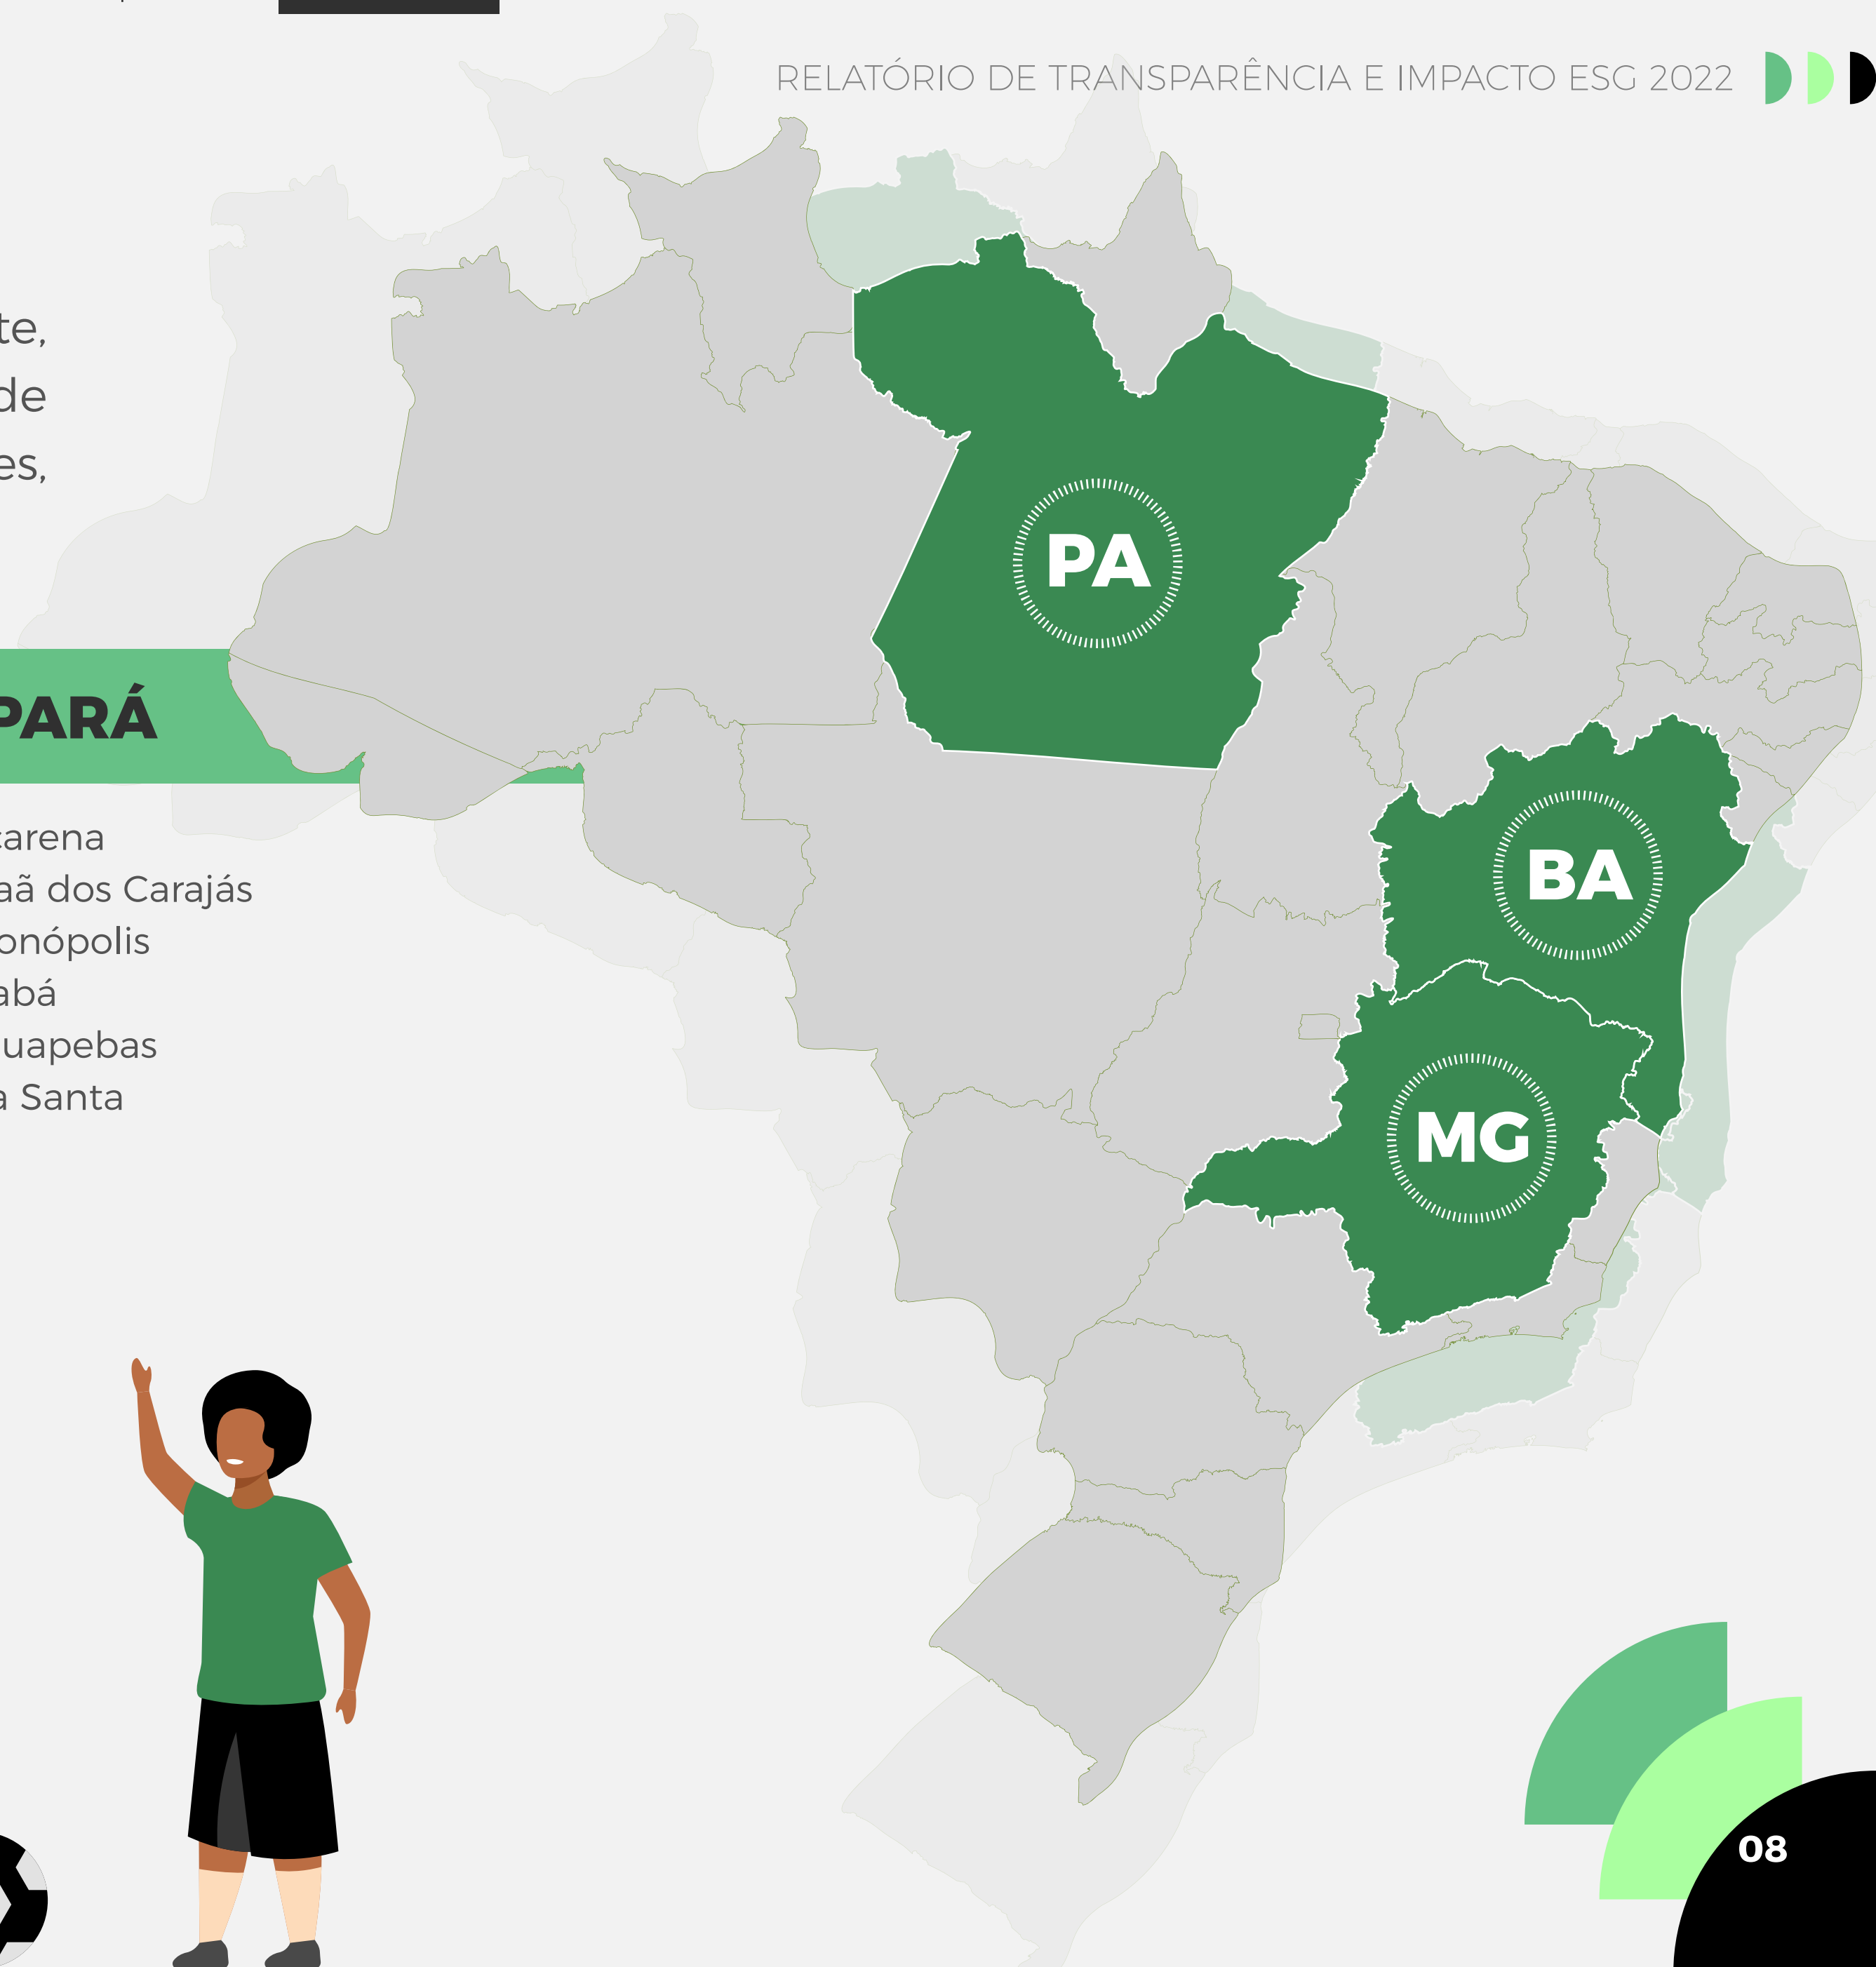 RELATÓRIO DE TRANSPARÊNCIA E IMPACTO ESG 2022
te,
de
es,
PARÁ
carena
aã dos Carajás
onópolis
abá
uapebas
a Santa
PA
BA
MG
08